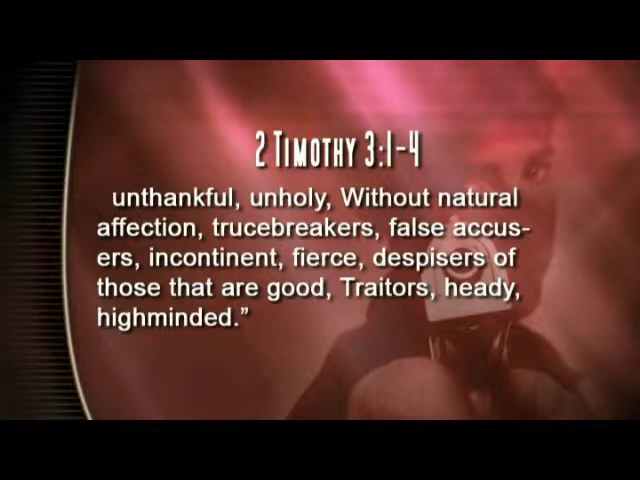 2 Timothy 3:1-4
unthankful, unholy, Without natural
affection, trucebreakers, false accus-
ers, incontinent, fierce, despisers of
those that are good, Traitors, heady,
highminded.”